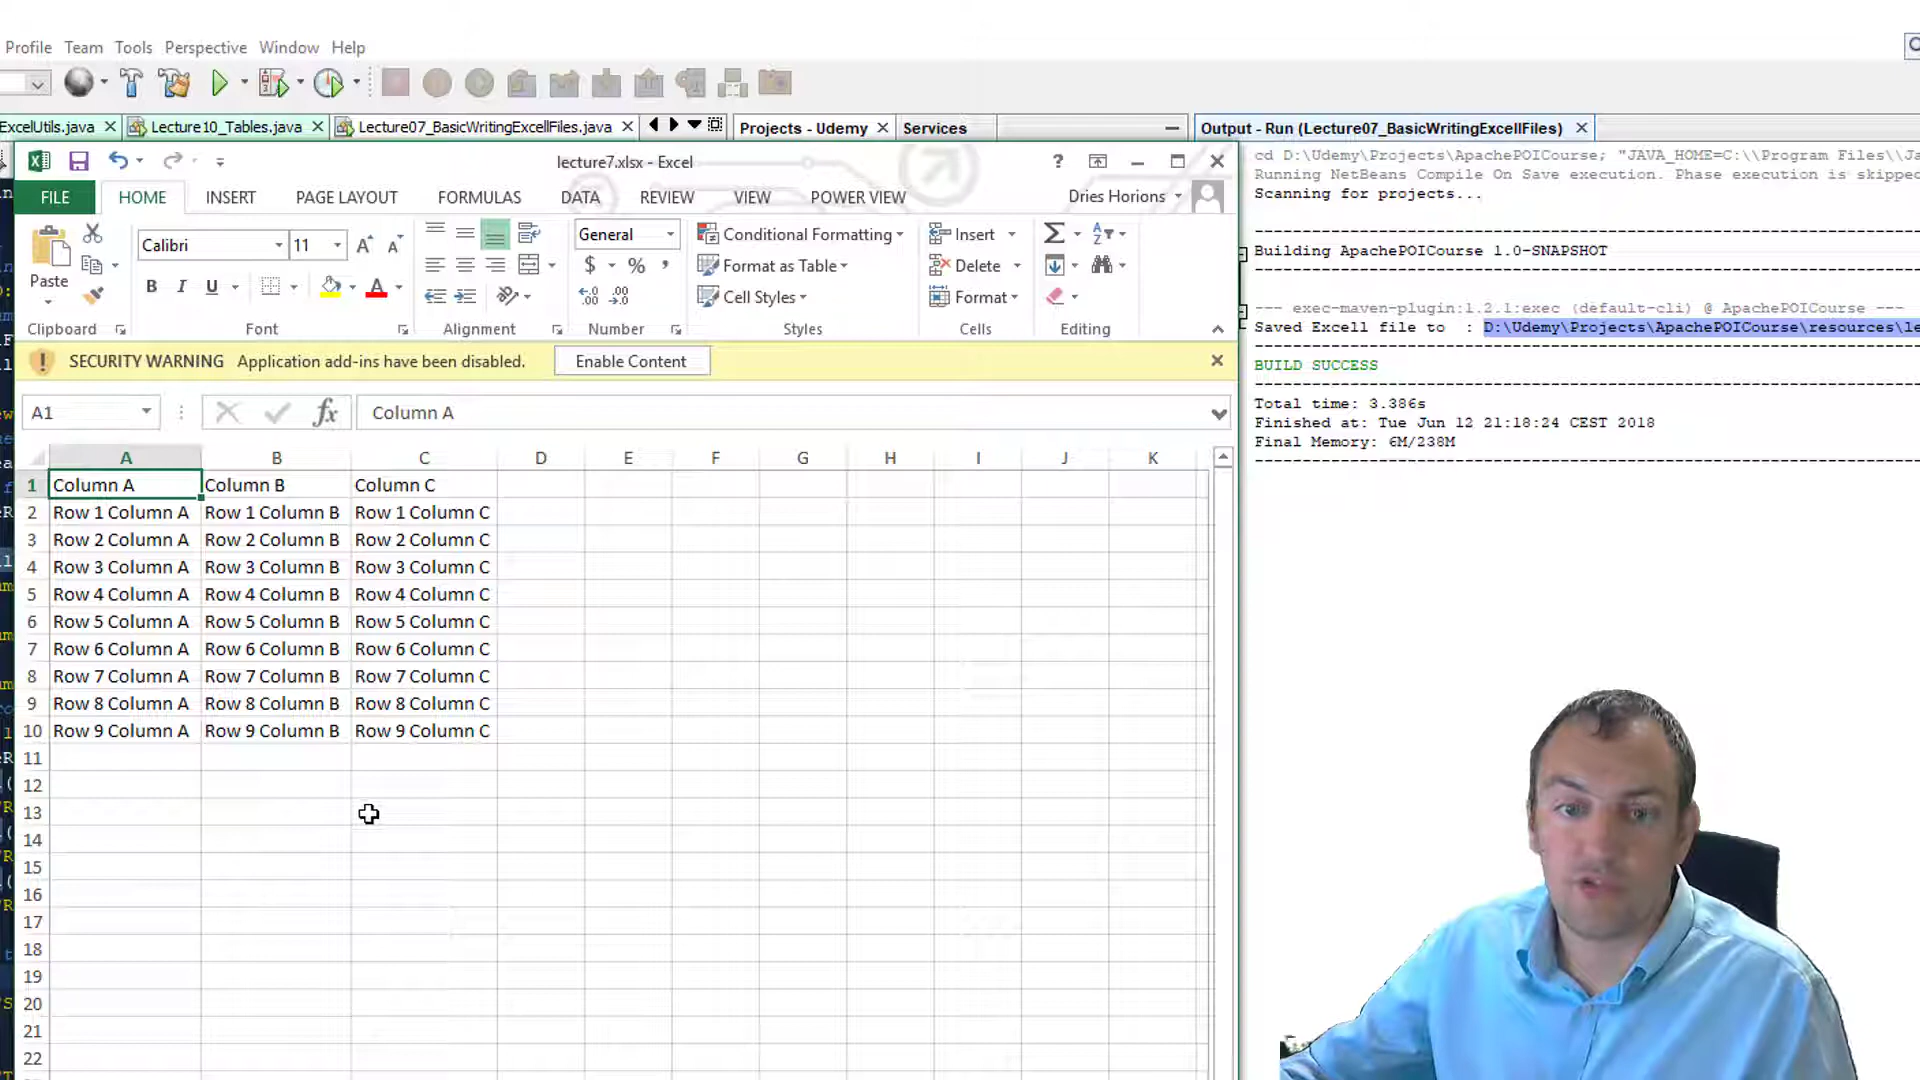 Profile Team Tools Perspective Window Help
ExcelUtils.java Lecture10_Tables.java Lecture07_BasicWritingExcellFiles.java Projects - Udemy Services Output - Run (Lecture07_BasicWritingExcellFiles)
lecture7.xlsx - Excel
FILE HOME INSERT PAGE LAYOUT FORMULAS DATA REVIEW VIEW POWER VIEW Dries Horions
Paste
Calibri 11
B I U
General
$ % ,
Conditional Formatting
Format as Table
Cell Styles
Insert
Delete
Format
Clipboard Font Alignment Number Styles Cells Editing
SECURITY WARNING Application add-ins have been disabled. Enable Content
A1 fx Column A
A B C D E F G H I J K
1 Column A Column B Column C
2 Row 1 Column A Row 1 Column B Row 1 Column C
3 Row 2 Column A Row 2 Column B Row 2 Column C
4 Row 3 Column A Row 3 Column B Row 3 Column C
5 Row 4 Column A Row 4 Column B Row 4 Column C
6 Row 5 Column A Row 5 Column B Row 5 Column C
7 Row 6 Column A Row 6 Column B Row 6 Column C
8 Row 7 Column A Row 7 Column B Row 7 Column C
9 Row 8 Column A Row 8 Column B Row 8 Column C
10 Row 9 Column A Row 9 Column B Row 9 Column C
11
12
13
14
15
16
17
18
19
20
21
22
cd D:\Udemy\Projects\ApachePOICourse; "JAVA_HOME=C:\\Program Files\\Ja
Running NetBeans Compile On Save execution. Phase execution is skipped
Scanning for projects...
Building ApachePOICourse 1.0-SNAPSHOT
--- exec-maven-plugin:1.2.1:exec (default-cli) @ ApachePOICourse ---
Saved Excell file to : D:\Udemy\Projects\ApachePOICourse\resources\le
BUILD SUCCESS
Total time: 3.386s
Finished at: Tue Jun 12 21:18:24 CEST 2018
Final Memory: 6M/238M